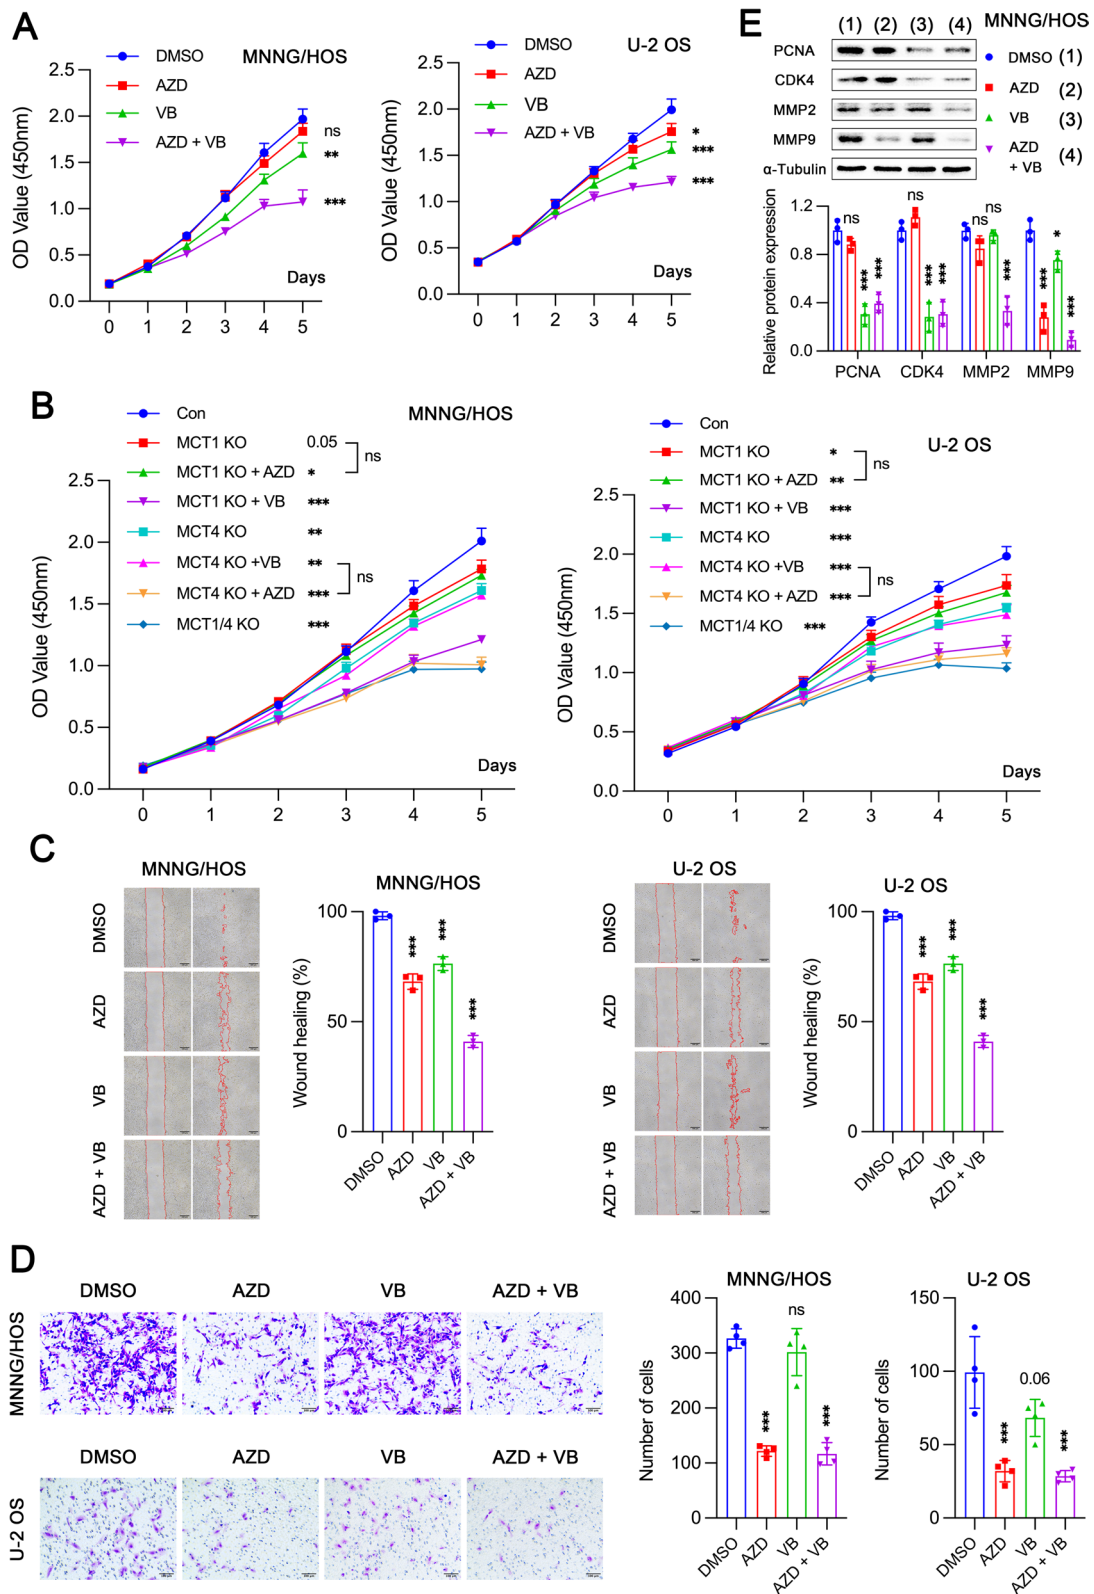 A
MNNG/HOS
DMSO
AZD
VB
AZD + VB
OD Value (450nm)
2.5
2.0
1.5
1.0
0.5
0.0
ns
**
***
Days
0 1 2 3 4 5
U-2 OS
DMSO
AZD
VB
AZD + VB
OD Value (450nm)
2.5
2.0
1.5
1.0
0.5
0.0
*
***
***
Days
0 1 2 3 4 5
E
(1) (2) (3) (4)
MNNG/HOS
PCNA
CDK4
MMP2
MMP9
α-Tubulin
DMSO (1)
AZD (2)
VB (3)
AZD + VB (4)
Relative protein expression
1.2
0.8
0.4
0.0
ns *** ***
ns *** ***
ns ns ***
*** * ***
PCNA CDK4 MMP2 MMP9
B
MNNG/HOS
Con
MCT1 KO 0.05
MCT1 KO + AZD *
ns
MCT1 KO + VB ***
MCT4 KO **
MCT4 KO +VB **
MCT4 KO + AZD ***
ns
MCT1/4 KO ***
OD Value (450nm)
2.5
2.0
1.5
1.0
0.5
0.0
Days
0 1 2 3 4 5
U-2 OS
Con
MCT1 KO *
MCT1 KO + AZD **
ns
MCT1 KO + VB ***
MCT4 KO ***
MCT4 KO +VB ***
MCT4 KO + AZD ***
ns
MCT1/4 KO ***
OD Value (450nm)
2.5
2.0
1.5
1.0
0.5
0.0
Days
0 1 2 3 4 5
C
MNNG/HOS
DMSO
AZD
VB
AZD + VB
MNNG/HOS
Wound healing (%)
100
50
0
*** *** ***
DMSO AZD VB AZD + VB
U-2 OS
DMSO
AZD
VB
AZD + VB
U-2 OS
Wound healing (%)
100
50
0
*** *** ***
DMSO AZD VB AZD + VB
D
DMSO AZD VB AZD + VB
MNNG/HOS
DMSO AZD VB AZD + VB
U-2 OS
MNNG/HOS
Number of cells
400
300
200
100
0
*** ns ***
DMSO AZD VB AZD + VB
U-2 OS
Number of cells
150
100
50
0
*** 0.06 ***
DMSO AZD VB AZD + VB